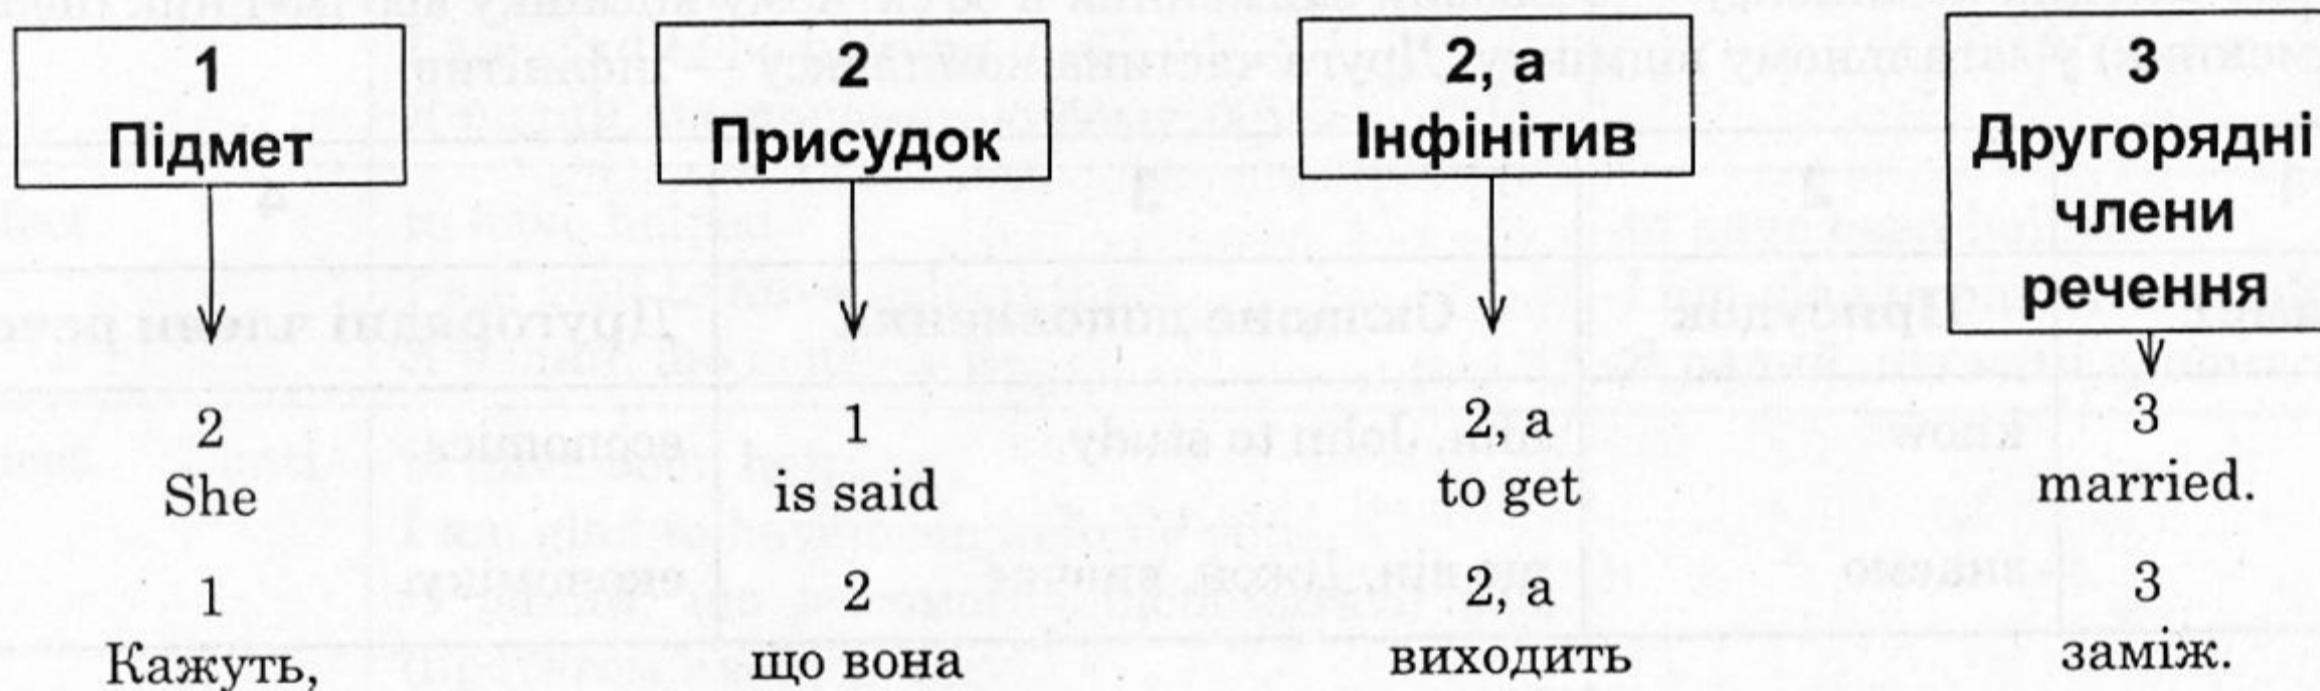 1
Підмет
2
Присудок
2, а
Інфінітив
3
Другорядні
члени
речення
2 1 2, а 3
She is said to get married.
1 2 2, а 3
Кажуть, що вона виходить заміж.